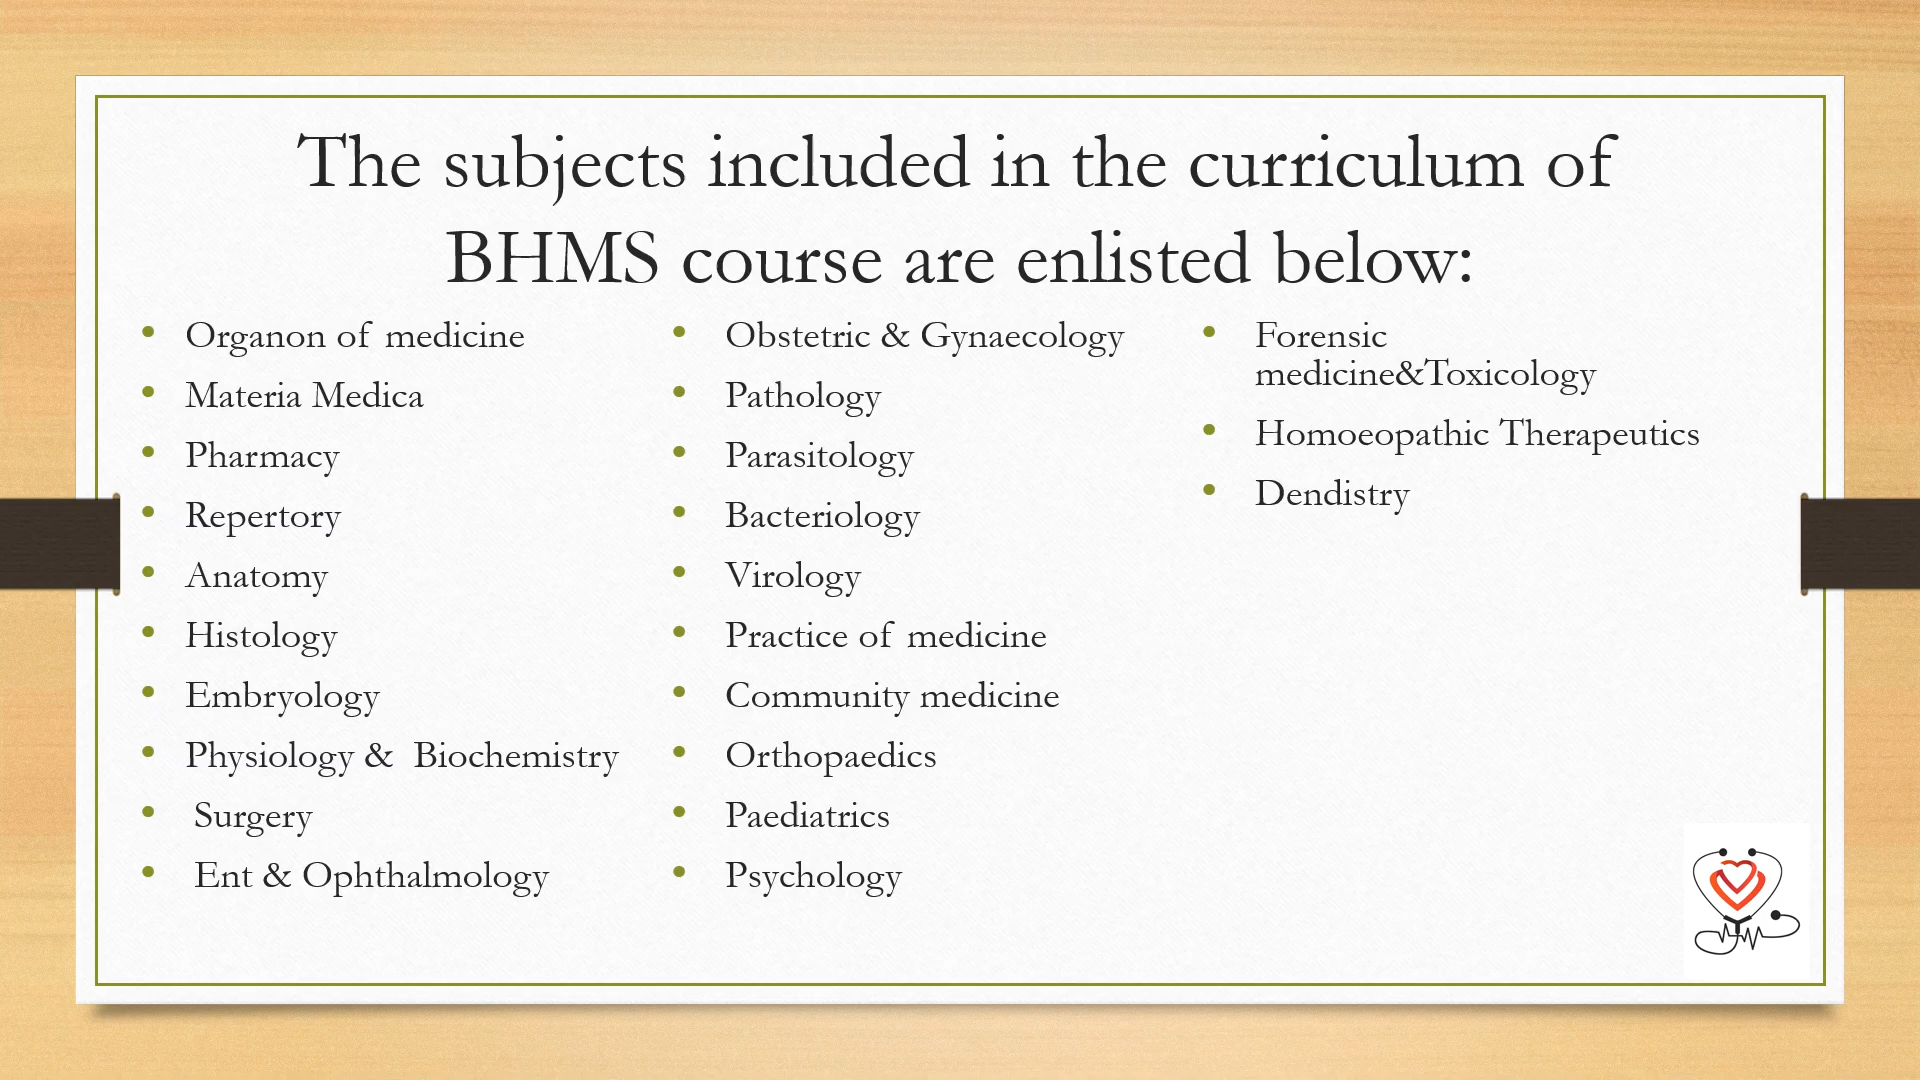 The subjects included in the curriculum of
BHMS course are enlisted below:
• Organon of medicine
• Materia Medica
• Pharmacy
• Repertory
• Anatomy
• Histology
• Embryology
• Physiology & Biochemistry
• Surgery
• Ent & Ophthalmology
• Obstetric & Gynaecology
• Pathology
• Parasitology
• Bacteriology
• Virology
• Practice of medicine
• Community medicine
• Orthopaedics
• Paediatrics
• Psychology
• Forensic
medicine&Toxicology
• Homoeopathic Therapeutics
• Dendistry